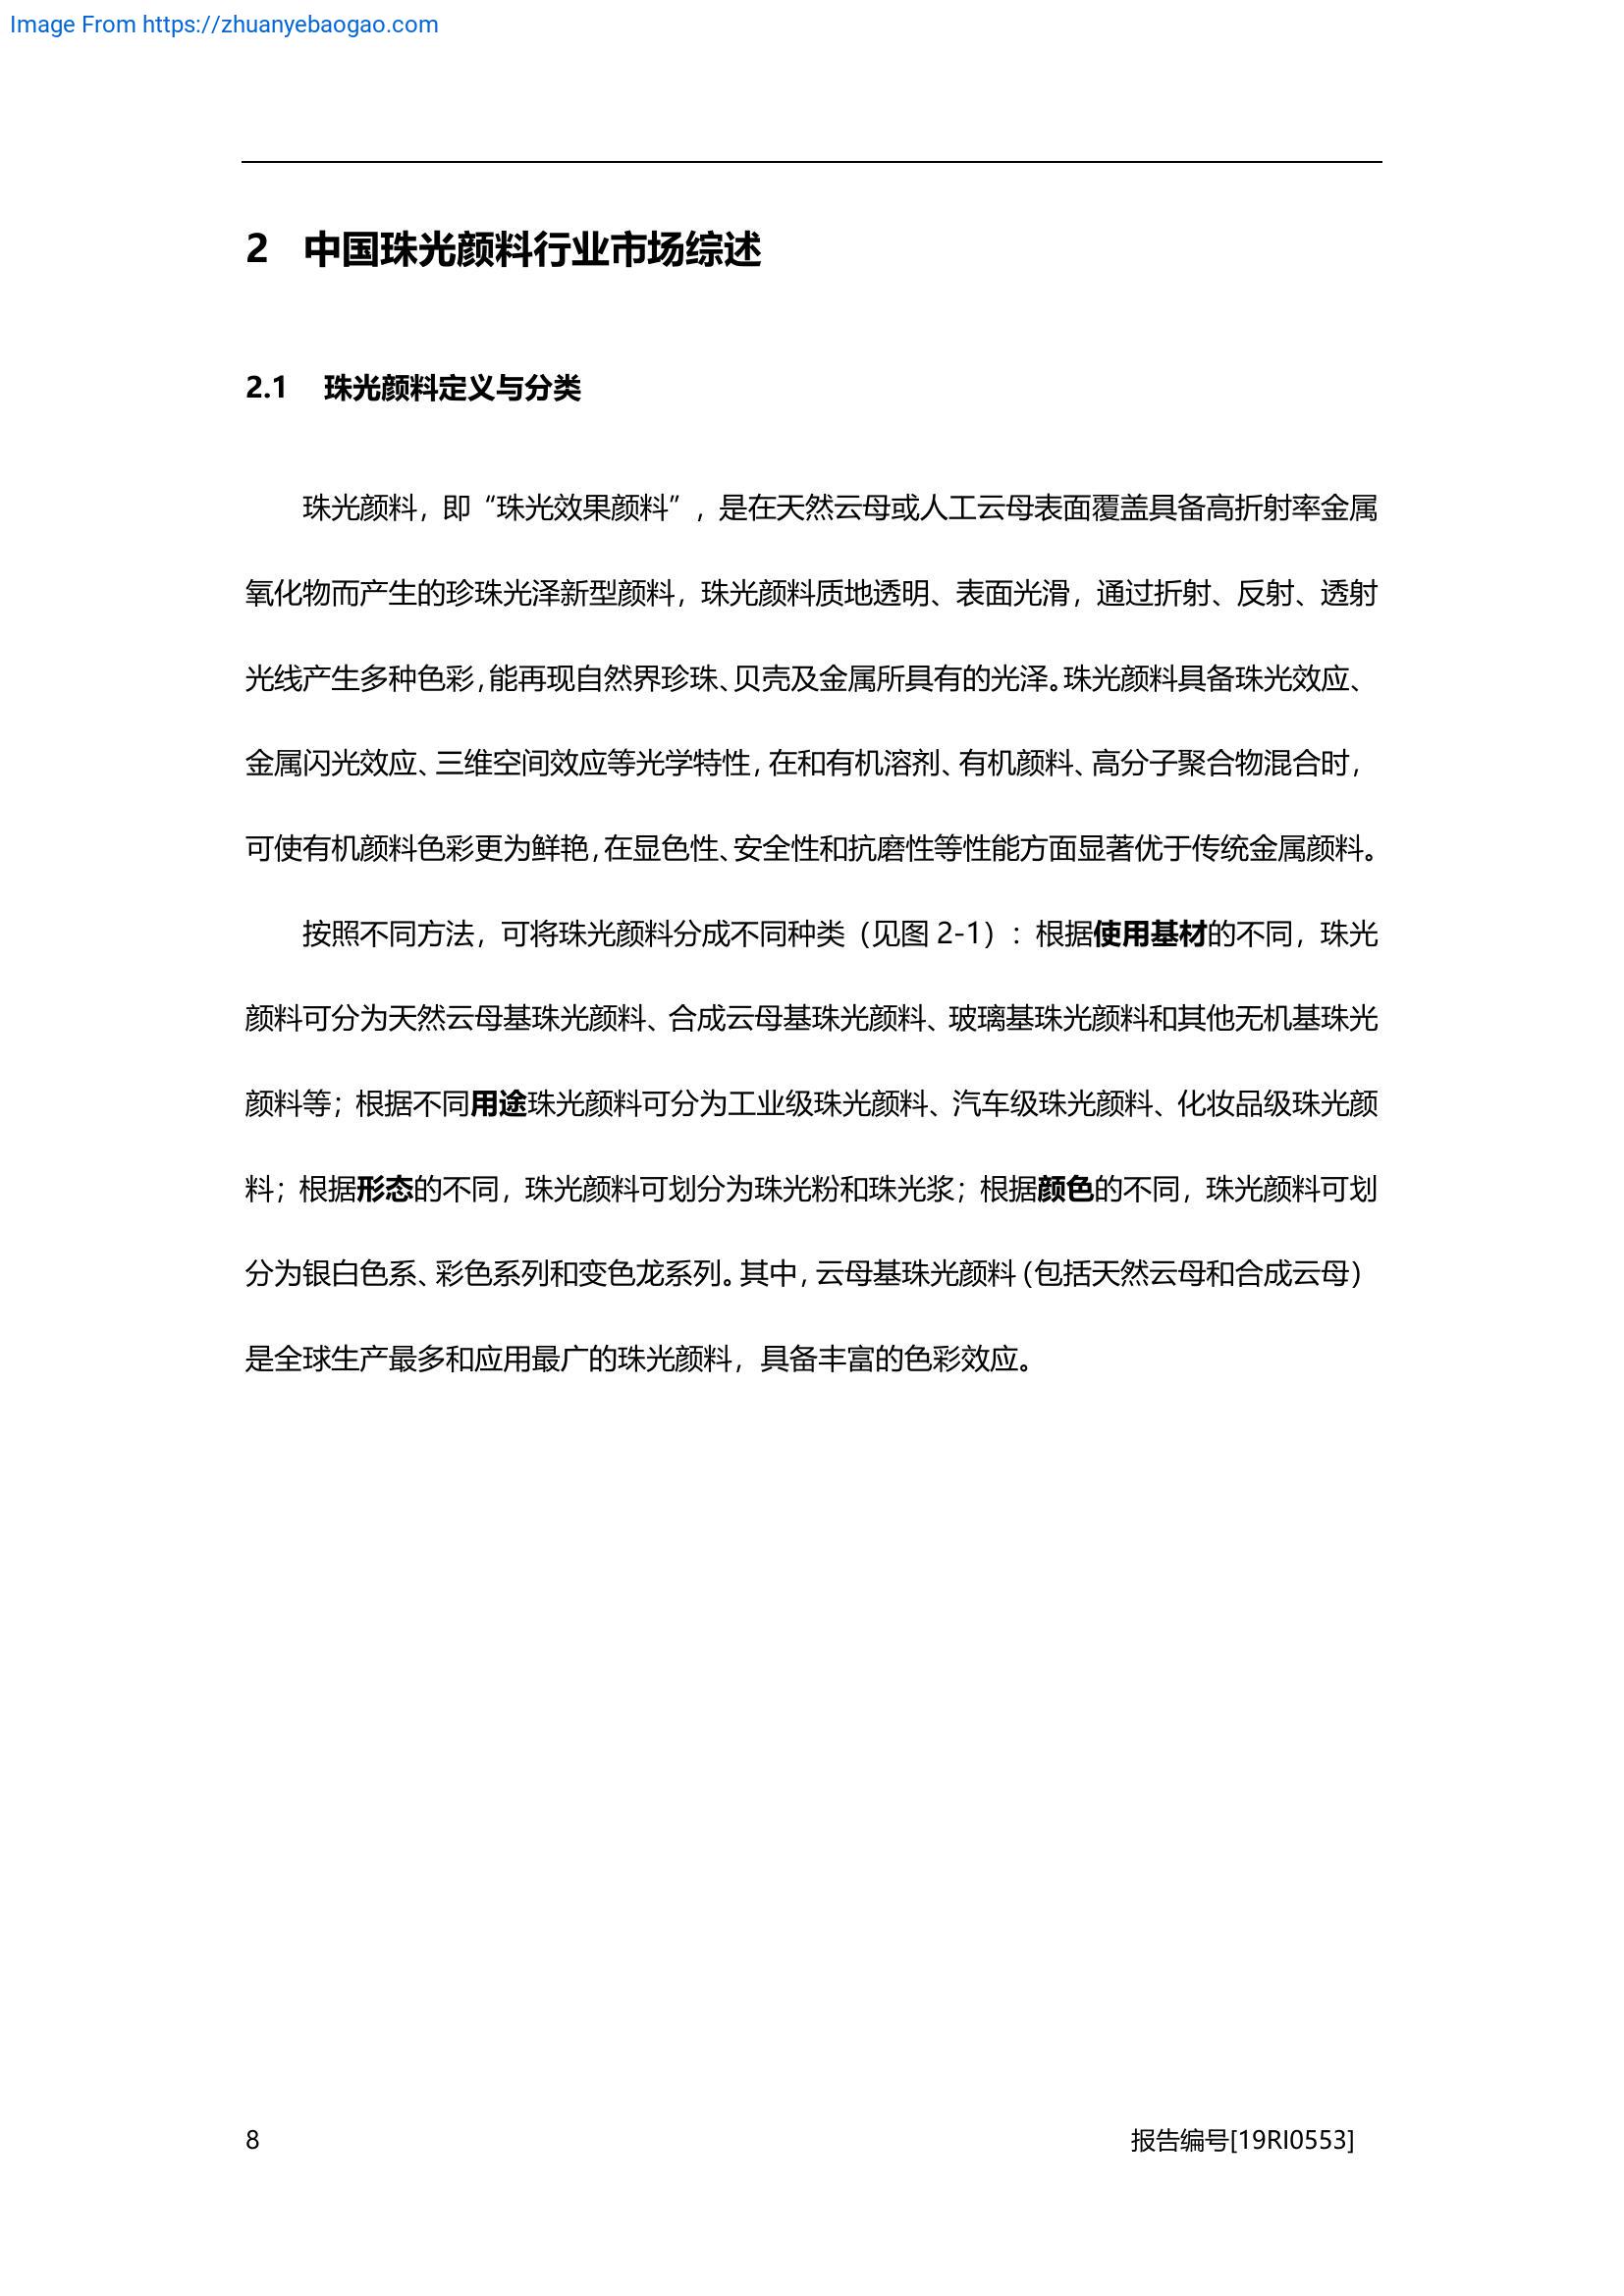 Image From https://zhuanyebaogao.com
2 中国珠光颜料行业市场综述
2.1 珠光颜料定义与分类
珠光颜料，即“珠光效果颜料”，是在天然云母或人工云母表面覆盖具备高折射率金属
氧化物而产生的珍珠光泽新型颜料，珠光颜料质地透明、表面光滑，通过折射、反射、透射
光线产生多种色彩，能再现自然界珍珠、贝壳及金属所具有的光泽。珠光颜料具备珠光效应、
金属闪光效应、三维空间效应等光学特性，在和有机溶剂、有机颜料、高分子聚合物混合时，
可使有机颜料色彩更为鲜艳，在显色性、安全性和抗磨性等性能方面显著优于传统金属颜料。
按照不同方法，可将珠光颜料分成不同种类（见图 2-1）：根据使用基材的不同，珠光
颜料可分为天然云母基珠光颜料、合成云母基珠光颜料、玻璃基珠光颜料和其他无机基珠光
颜料等；根据不同用途珠光颜料可分为工业级珠光颜料、汽车级珠光颜料、化妆品级珠光颜
料；根据形态的不同，珠光颜料可划分为珠光粉和珠光浆；根据颜色的不同，珠光颜料可划
分为银白色系、彩色系列和变色龙系列。其中，云母基珠光颜料（包括天然云母和合成云母）
是全球生产最多和应用最广的珠光颜料，具备丰富的色彩效应。
8 报告编号[19RI0553]